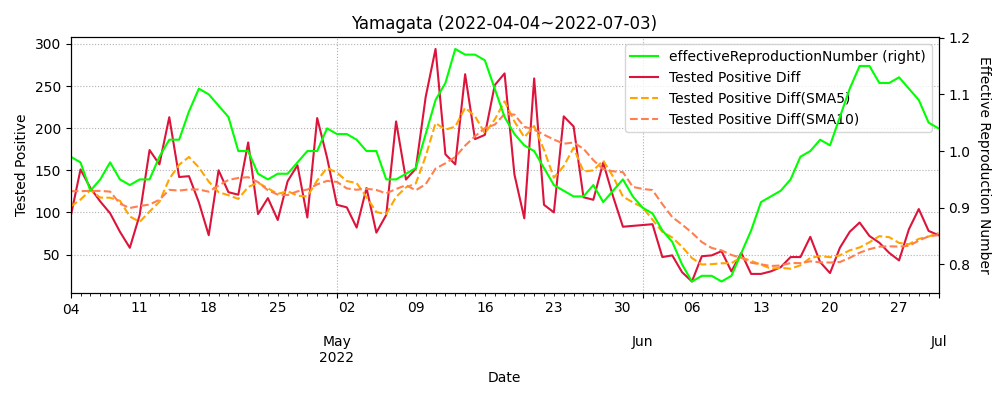 Yamagata (2022-04-04~2022-07-03)
effectiveReproductionNumber (right)
Tested Positive Diff
Tested Positive Diff(SMA5)
Tested Positive Diff(SMA10)
Tested Positive
300
250
200
150
100
50
1.2
1.1
1.0
0.9
0.8
Effective Reproduction Number
04 11 18 25 02 09 16 23 30 06 13 20 27
May Jun Jul
2022
Date